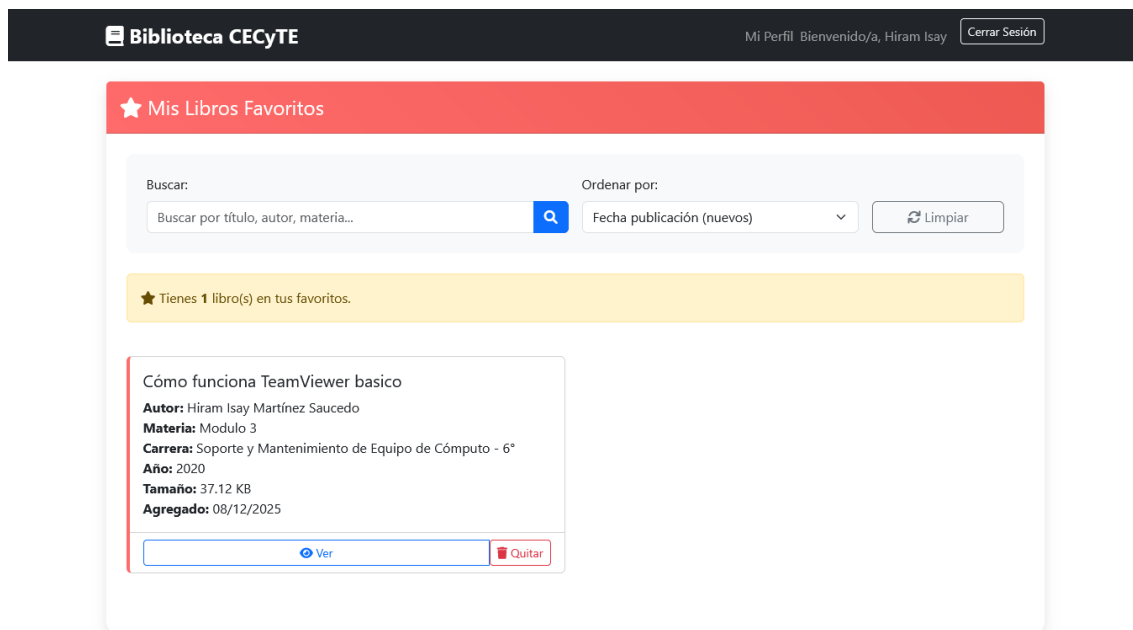 Biblioteca CECyTE
Mi Perfil Bienvenido/a, Hiram Isay Cerrar Sesión
Mis Libros Favoritos
Buscar:
Buscar por título, autor, materia...
Ordenar por:
Fecha publicación (nuevos)
Limpiar
Tienes 1 libro(s) en tus favoritos.
Cómo funciona TeamViewer basico
Autor: Hiram Isay Martínez Saucedo
Materia: Modulo 3
Carrera: Soporte y Mantenimiento de Equipo de Cómputo - 6°
Año: 2020
Tamaño: 37.12 KB
Agregado: 08/12/2025
Ver
Quitar